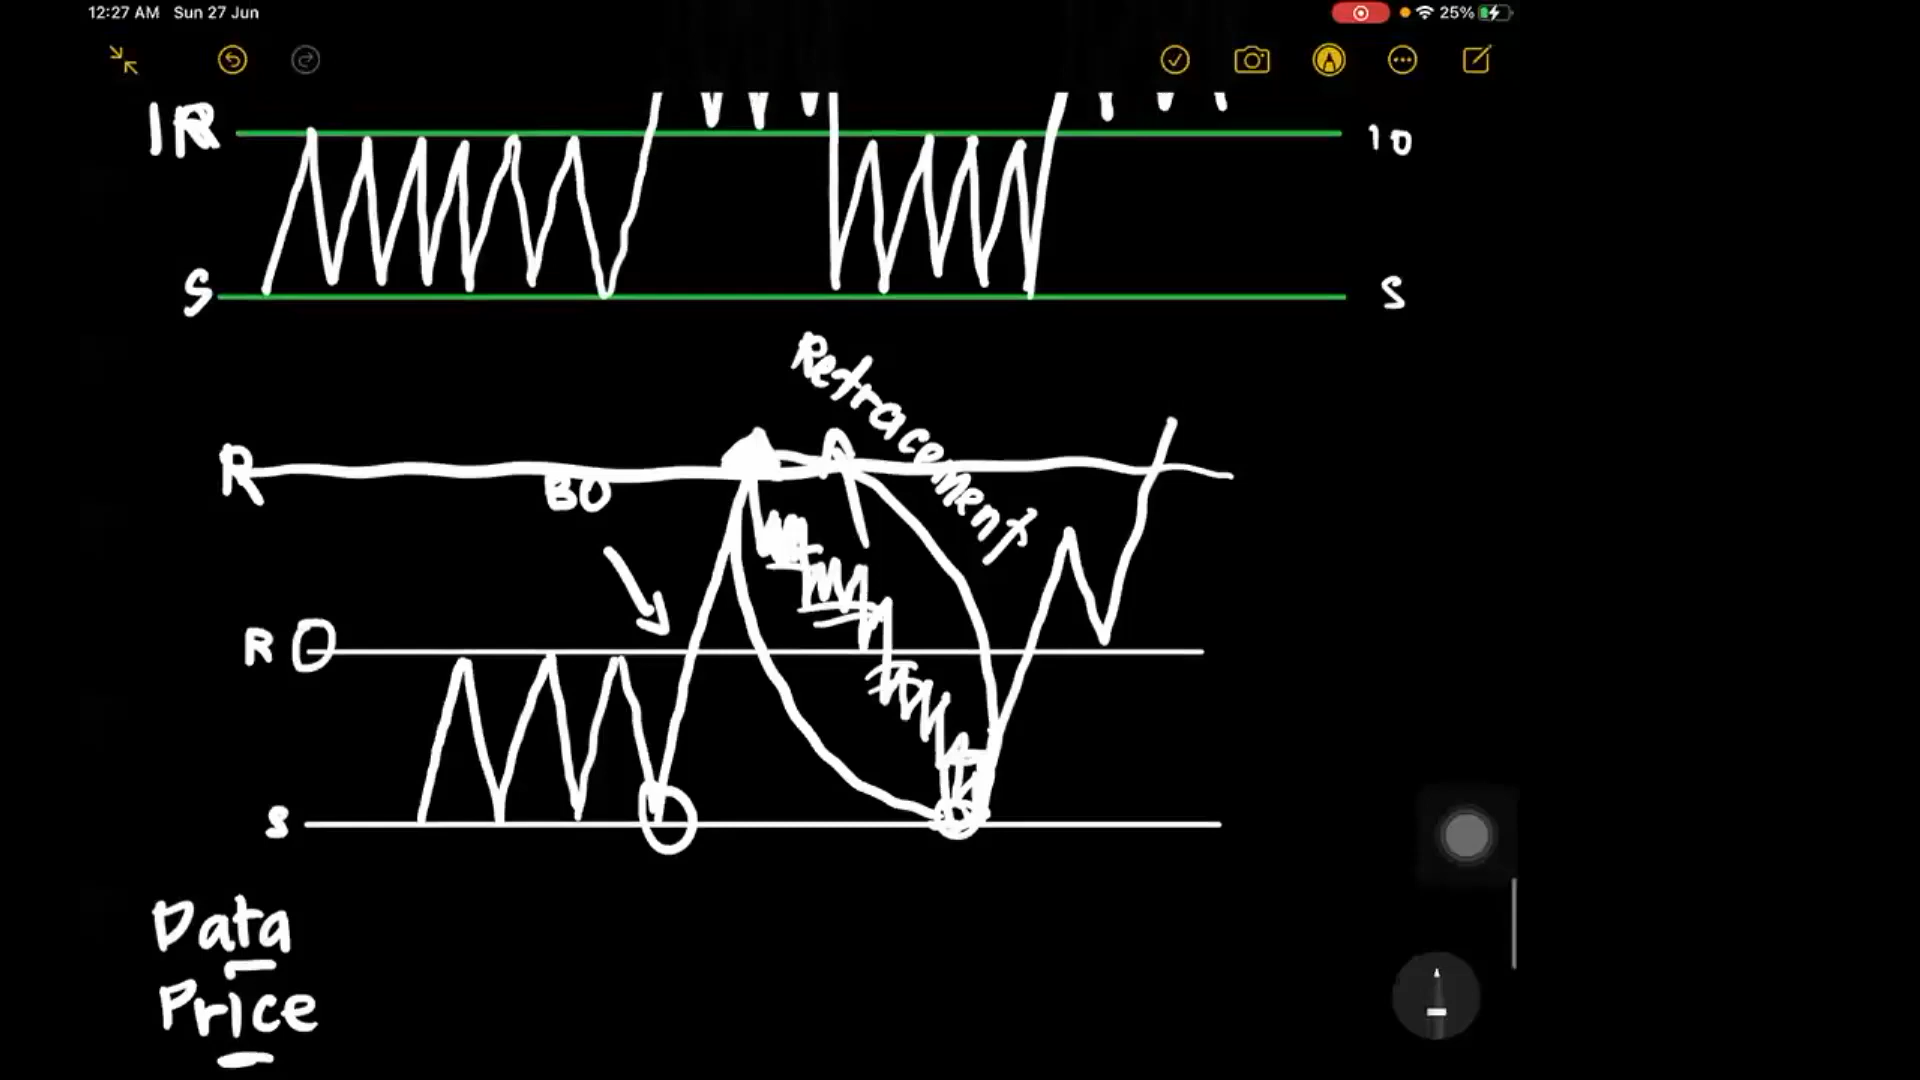 12:27 AM Sun 27 Jun
25%
IR
10
S
S
Retracement
R
BO
R
S
Data
Price